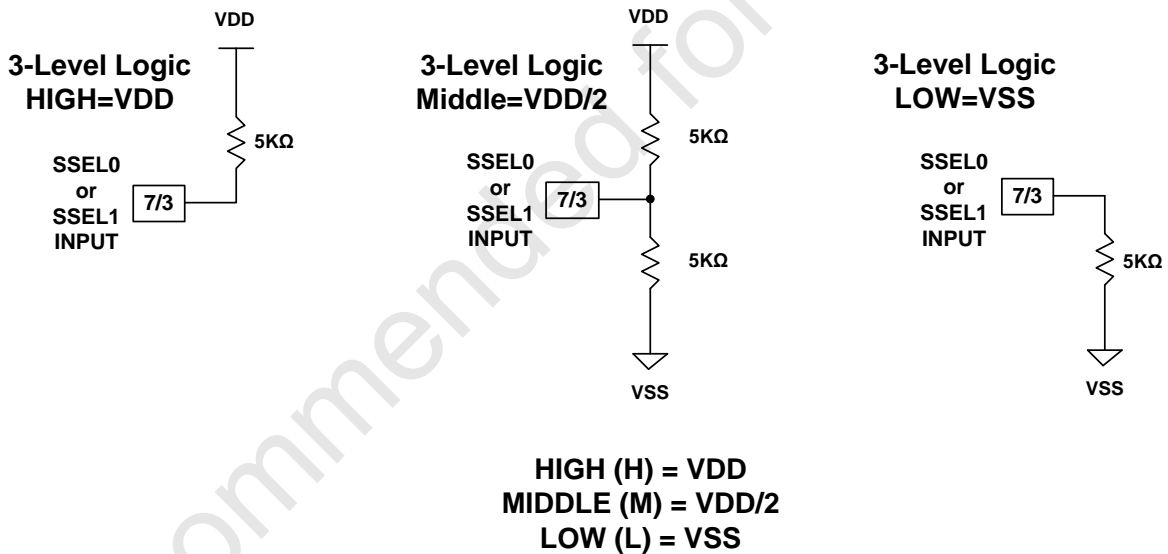 VDD
3-Level Logic
HIGH=VDD
5KΩ
SSEL0
or
SSEL1
INPUT
7/3
VDD
3-Level Logic
Middle=VDD/2
5KΩ
SSEL0
or
SSEL1
INPUT
7/3
5KΩ
VSS
3-Level Logic
LOW=VSS
SSEL0
or
SSEL1
INPUT
7/3
5KΩ
VSS
HIGH (H) = VDD
MIDDLE (M) = VDD/2
LOW (L) = VSS
ommended for